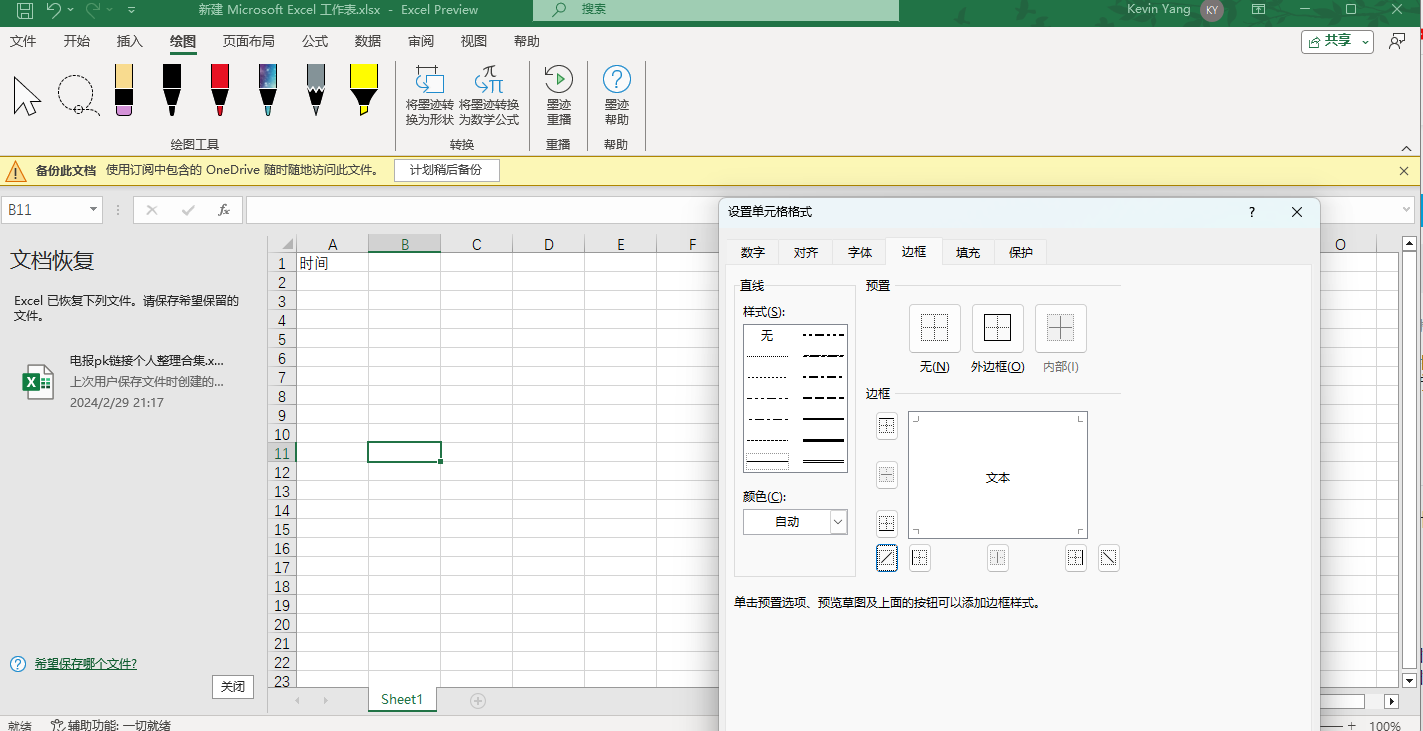 新建 Microsoft Excel 工作表.xlsx - Excel Preview
搜索
Kevin Yang
KY
文件 开始 插入 绘图 页面布局 公式 数据 审阅 视图 帮助
共享
将墨迹转换为形状
将墨迹转换为数学公式
墨迹重播
墨迹帮助
绘图工具 转换 重播 帮助
备份此文档 使用订阅中包含的 OneDrive 随时随地访问此文件。 计划稍后备份
B11
fx
文档恢复
Excel 已恢复下列文件。请保存希望保留的
文件。
电报pk链接个人整理合集.x...
上次用户保存文件时创建的...
2024/2/29 21:17
希望保存哪个文件?
关闭
A B C D E F O
1 时间
2
3
4
5
6
7
8
9
10
11
12
13
14
15
16
17
18
19
20
21
22
23
Sheet1
设置单元格格式 ?
数字 对齐 字体 边框 填充 保护
直线
样式(S):
无
颜色(C):
自动
预置
无(N) 外边框(O) 内部(I)
边框
文本
单击预置选项、预览草图及上面的按钮可以添加边框样式。
就绪 辅助功能: 一切就绪
100%